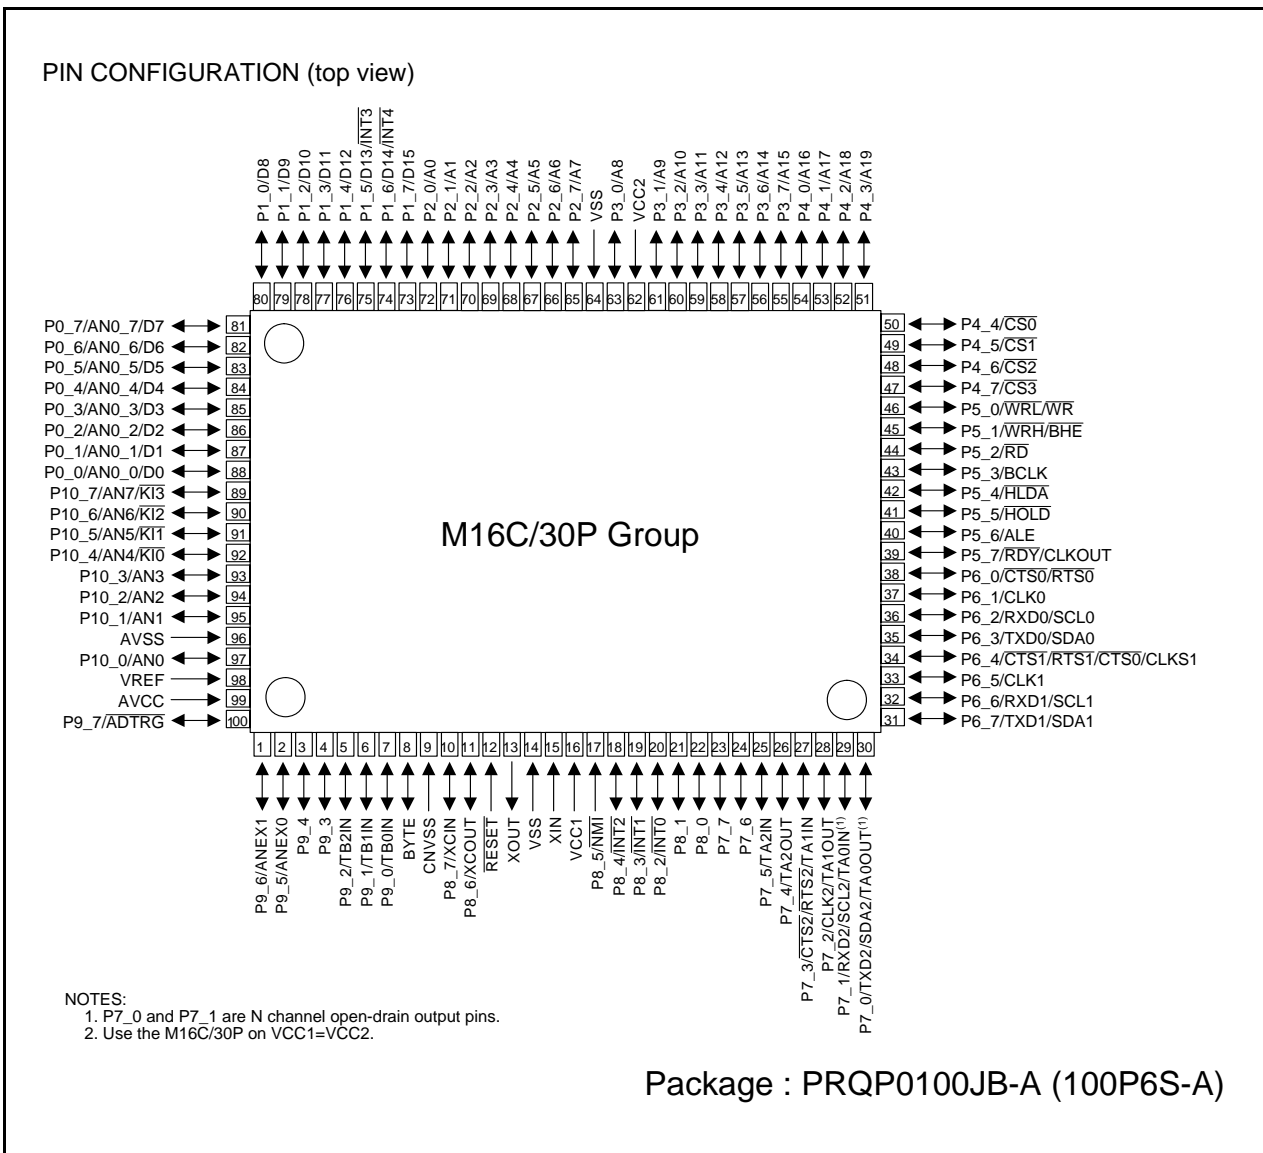 PIN CONFIGURATION (top view)
P1_0/D8
P1_1/D9
P1_2/D10
P1_3/D11
P1_4/D12
P1_5/D13/INT3
P1_6/D14/INT4
P1_7/D15
P2_0/A0
P2_1/A1
P2_2/A2
P2_3/A3
P2_4/A4
P2_5/A5
P2_6/A6
P2_7/A7
VSS
P3_0/A8
VCC2
P3_1/A9
P3_2/A10
P3_3/A11
P3_4/A12
P3_5/A13
P3_6/A14
P3_7/A15
P4_0/A16
P4_1/A17
P4_2/A18
P4_3/A19
80 79 78 77 76 75 74 73 72 71 70 69 68 67 66 65 64 63 62 61 60 59 58 57 56 55 54 53 52 51
P0_7/AN0_7/D7 81
P0_6/AN0_6/D6 82
P0_5/AN0_5/D5 83
P0_4/AN0_4/D4 84
P0_3/AN0_3/D3 85
P0_2/AN0_2/D2 86
P0_1/AN0_1/D1 87
P0_0/AN0_0/D0 88
P10_7/AN7/KI3 89
P10_6/AN6/KI2 90
P10_5/AN5/KI1 91
P10_4/AN4/KI0 92
P10_3/AN3 93
P10_2/AN2 94
P10_1/AN1 95
AVSS 96
P10_0/AN0 97
VREF 98
AVCC 99
P9_7/ADTRG 100
M16C/30P Group
50 P4_4/CS0
49 P4_5/CS1
48 P4_6/CS2
47 P4_7/CS3
46 P5_0/WRL/WR
45 P5_1/WRH/BHE
44 P5_2/RD
43 P5_3/BCLK
42 P5_4/HLDA
41 P5_5/HOLD
40 P5_6/ALE
39 P5_7/RDY/CLKOUT
38 P6_0/CTS0/RTS0
37 P6_1/CLK0
36 P6_2/RXD0/SCL0
35 P6_3/TXD0/SDA0
34 P6_4/CTS1/RTS1/CTS0/CLKS1
33 P6_5/CLK1
32 P6_6/RXD1/SCL1
31 P6_7/TXD1/SDA1
1 2 3 4 5 6 7 8 9 10 11 12 13 14 15 16 17 18 19 20 21 22 23 24 25 26 27 28 29 30
P9_6/ANEX1
P9_5/ANEX0
P9_4
P9_3
P9_2/TB2IN
P9_1/TB1IN
P9_0/TB0IN
BYTE
CNVSS
P8_7/XCIN
P8_6/XCOUT
RESET
XOUT
VSS
XIN
VCC1
P8_5/NMI
P8_4/INT2
P8_3/INT1
P8_2/INT0
P8_1
P8_0
P7_7
P7_6
P7_5/TA2IN
P7_4/TA2OUT
P7_3/CTS2/RTS2/TA1IN
P7_2/CLK2/TA1OUT
P7_1/RXD2/SCL2/TA0IN(1)
P7_0/TXD2/SDA2/TA0OUT(1)
NOTES:
1. P7_0 and P7_1 are N channel open-drain output pins.
2. Use the M16C/30P on VCC1=VCC2.
Package : PRQP0100JB-A (100P6S-A)